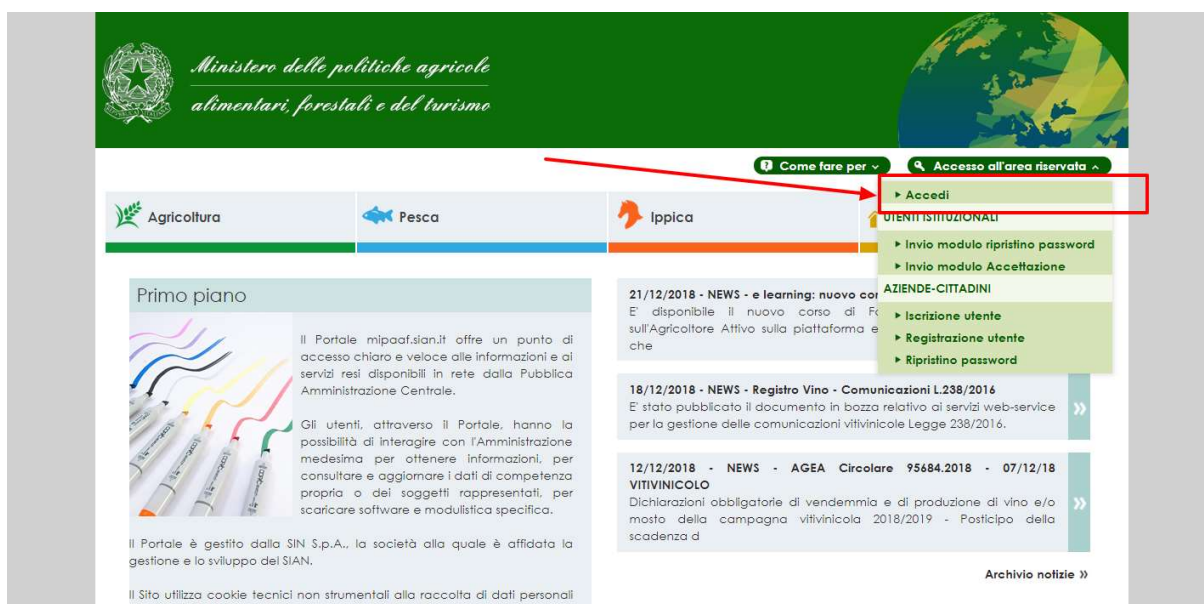 Ministero delle politiche agricole
alimentari, forestali e del turismo
Come fare per
Accesso all'area riservata
Accedi
UTENTI ISTITUZIONALI
Invio modulo ripristino password
Invio modulo Accettazione
AZIENDE-CITTADINI
Iscrizione utente
Registrazione utente
Ripristino password
Agricoltura
Pesca
Ippica
Primo piano
Il Portale mipaaf.sian.it offre un punto di
accesso chiaro e veloce alle informazioni e ai
servizi resi disponibili in rete dalla Pubblica
Amministrazione Centrale.
Gli utenti, attraverso il Portale, hanno la
possibilità di interagire con l'Amministrazione
medesima per ottenere informazioni, per
consultare e aggiornare i dati di competenza
propria o dei soggetti rappresentati, per
scaricare software e modulistica specifica.
Il Portale è gestito dalla SIN S.p.A., la società alla quale è affidata la
gestione e lo sviluppo del SIAN.
Il Sito utilizza cookie tecnici non strumentali alla raccolta di dati personali
21/12/2018 - NEWS - e learning: nuovo
E' disponibile il nuovo corso di
sull'Agricoltore Attivo sulla piattaforma
che
18/12/2018 - NEWS - Registro Vino - Comunicazioni L.238/2016
E' stato pubblicato il documento in bozza relativo ai servizi web-service
per la gestione delle comunicazioni vitivinicole Legge 238/2016.
12/12/2018 - NEWS - AGEA Circolare 95684.2018 - 07/12/18
VITIVINICOLO
Dichiarazioni obbligatorie di vendemmia e di produzione di vino e/o
mosto della campagna vitivinicola 2018/2019 - Posticipo della
scadenza d
Archivio notizie »